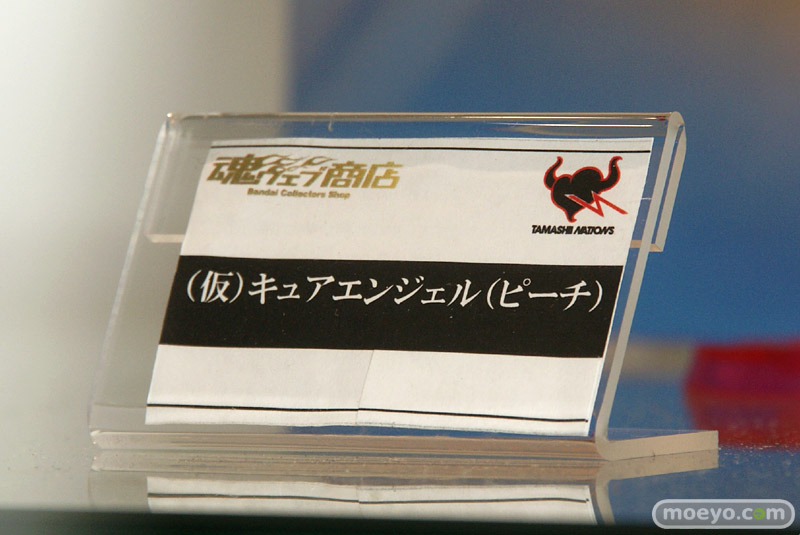 魂ウェブ商店
Bandai Collectors Shop
TAMASHII NATIONS
(仮)キュアエンジェル(ピーチ)
moeyo.com